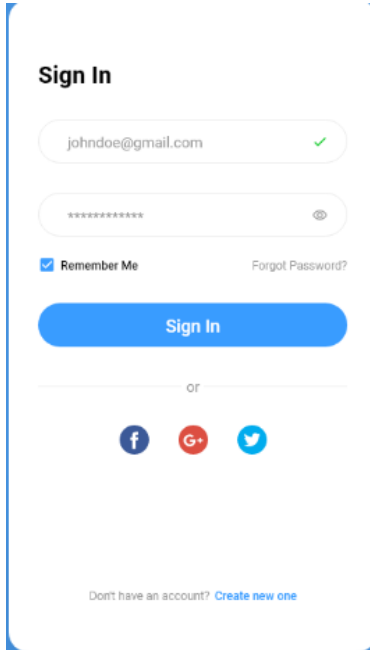 Sign In
johndoe@gmail.com
************
Remember Me Forgot Password?
Sign In
or
f G+
Don't have an account? Create new one